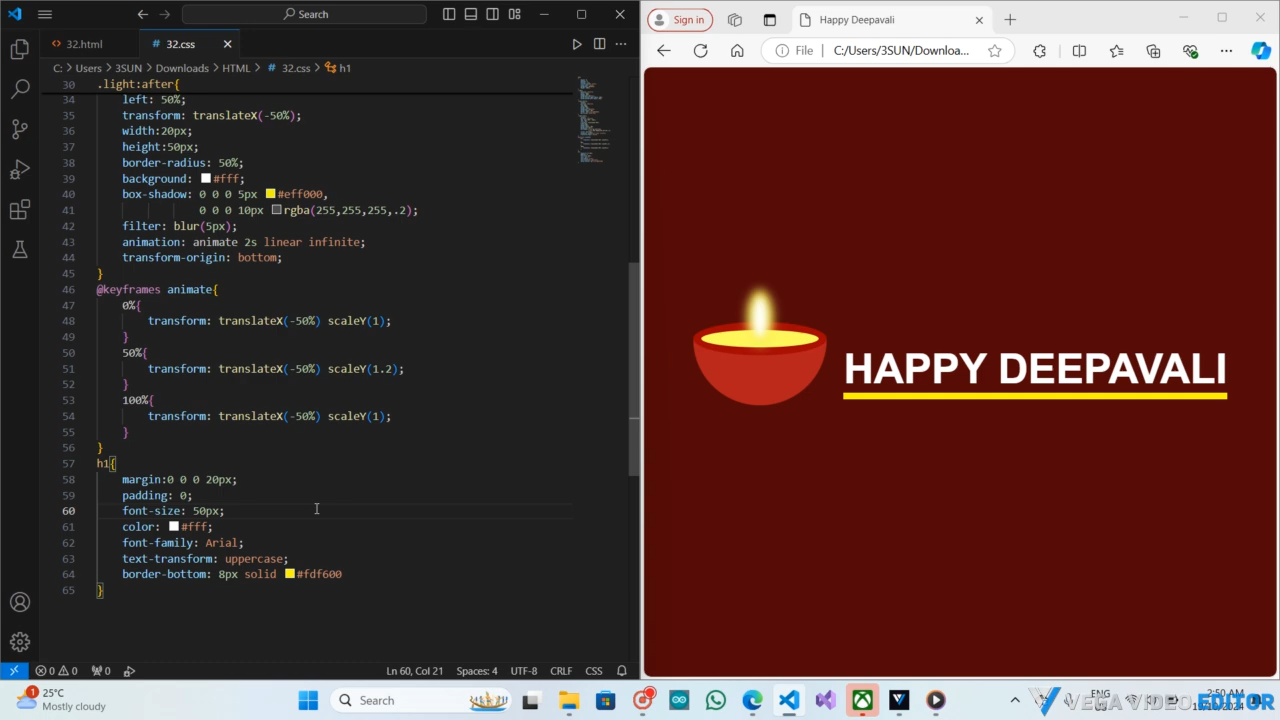 Search
Sign in
Happy Deepavali
32.html
32.css
File
C:/Users/3SUN/Downloa...
C: > Users > 3SUN > Downloads > HTML > # 32.css > h1
30 .light:after{
34 left: 50%;
35 transform: translateX(-50%);
36 width:20px;
37 height:50px;
38 border-radius: 50%;
39 background: #fff;
40 box-shadow: 0 0 0 5px #eff000,
41 0 0 0 10px rgba(255,255,255,.2);
42 filter: blur(5px);
43 animation: animate 2s linear infinite;
44 transform-origin: bottom;
45 }
46 @keyframes animate{
47 0%{
48 transform: translateX(-50%) scaleY(1);
49 }
50 50%{
51 transform: translateX(-50%) scaleY(1.2);
52 }
53 100%{
54 transform: translateX(-50%) scaleY(1);
55 }
56 }
57 h1{
58 margin:0 0 0 20px;
59 padding: 0;
60 font-size: 50px;
61 color: #fff;
62 font-family: Arial;
63 text-transform: uppercase;
64 border-bottom: 8px solid #fdf600
65 }
HAPPY DEEPAVALI
0 0 0 Ln 60, Col 21 Spaces: 4 UTF-8 CRLF CSS
1
25°C
Mostly cloudy
Search
ENG
2:50 AM
VEGA VIDEO EDITOR